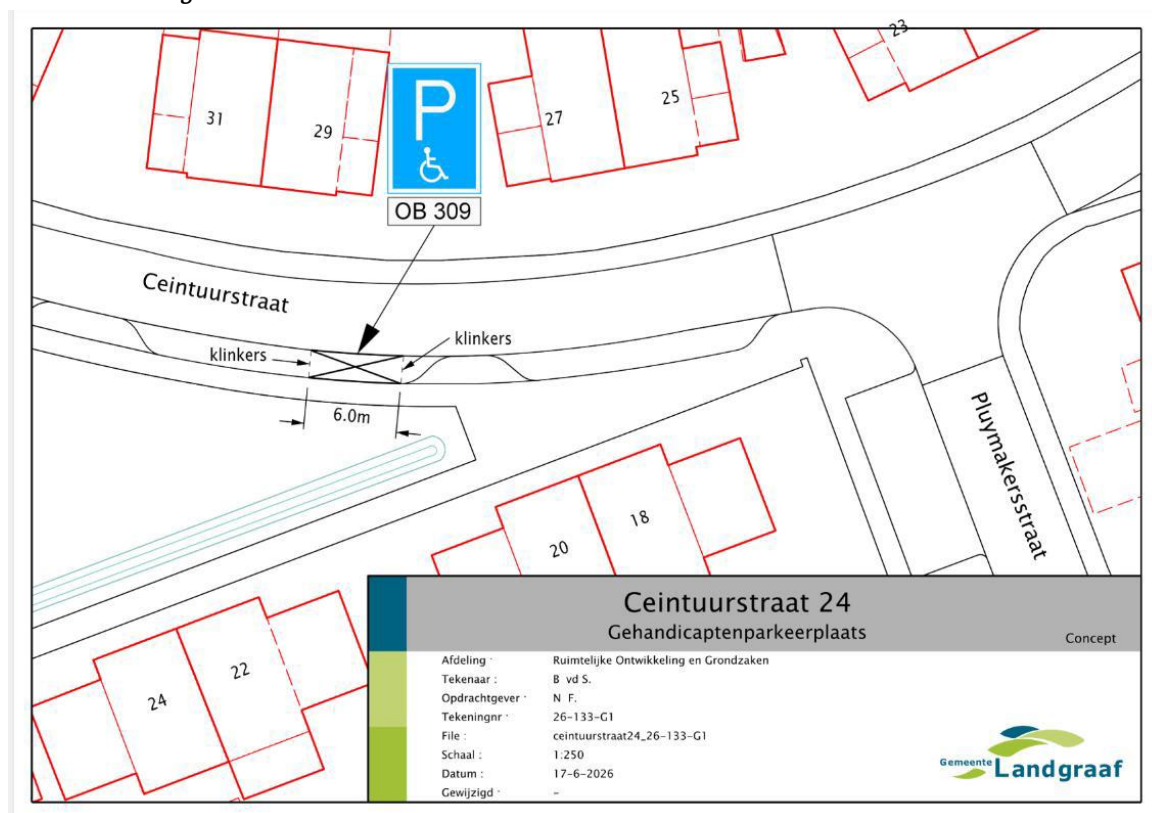 23
31
29
P
27
25
OB 309
Ceintuurstraat
klinkers
klinkers
6.0m
Pluymakersstraat
18
20
22
24
Ceintuurstraat 24
Gehandicaptenparkeerplaats
Concept
Afdeling : Ruimtelijke Ontwikkeling en Grondzaken
Tekenaar : B vd S.
Opdrachtgever : N F.
Tekeningnr : 26-133-G1
File : ceintuurstraat24_26-133-G1
Schaal : 1:250
Datum : 17-6-2026
Gewijzigd : -
Gemeente Landgraaf